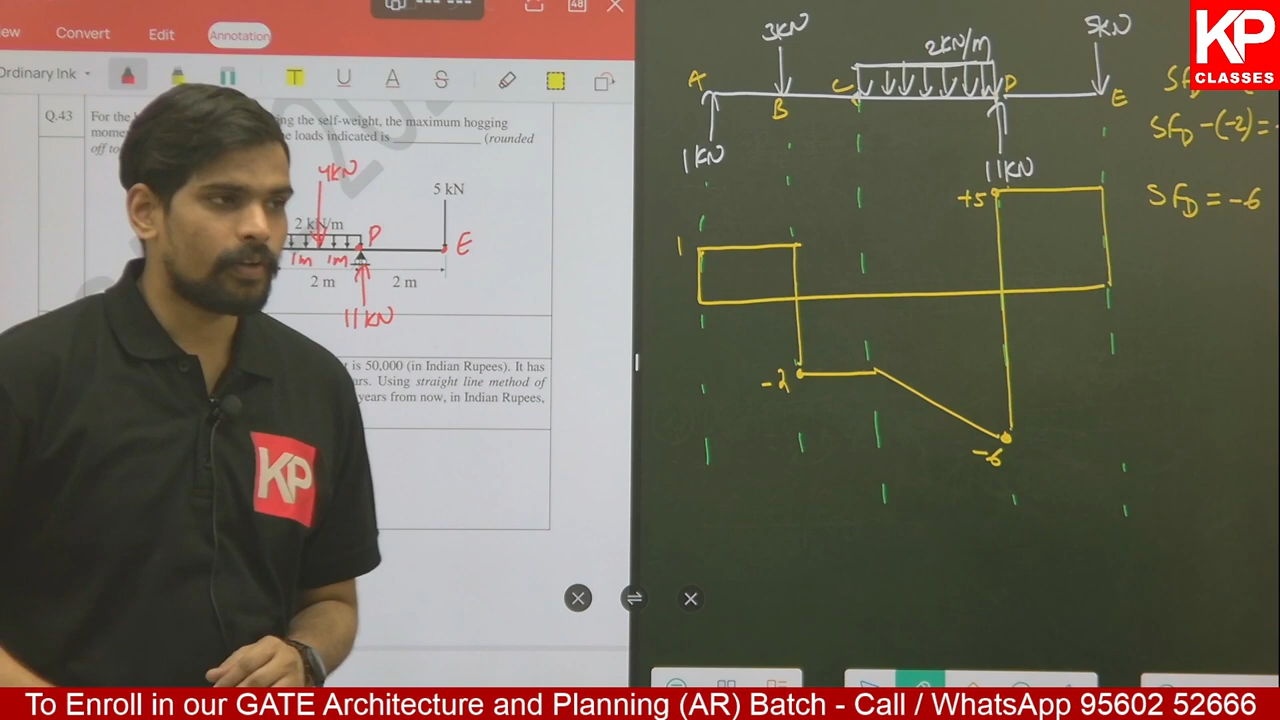 Convert
Edit
Annotation
48
Ordinary Ink
T
U
A
S
Q.43
For the
ing the self-weight, the maximum hogging
e loads indicated is
(rounded
off to
4KN
5 kN
2 kN/m
P
E
1m
1m
2 m
2 m
11KN
is 50,000 (in Indian Rupees). It has
ars. Using straight line method of
years from now, in Indian Rupees,
KP
3KN
2KN/m
5KN
A
B
C
D
E
1KN
11KN
+5
1
-2
-6
SFD -(-2) =
SFD = -6
KP
CLASSES
To Enroll in our GATE Architecture and Planning (AR) Batch - Call / WhatsApp 95602 52666